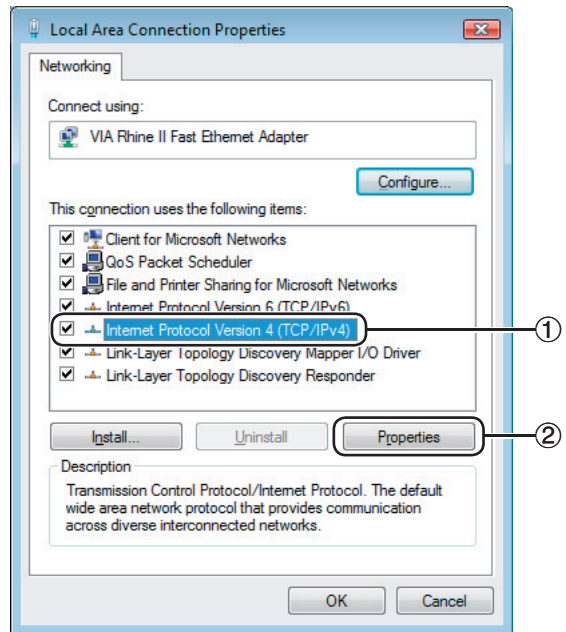 Local Area Connection Properties
Networking
Connect using:
VIA Rhine II Fast Ethernet Adapter
Configure...
This connection uses the following items:
Client for Microsoft Networks
QoS Packet Scheduler
File and Printer Sharing for Microsoft Networks
Internet Protocol Version 6 (TCP/IPv6)
Internet Protocol Version 4 (TCP/IPv4)
①
Link-Layer Topology Discovery Mapper I/O Driver
Link-Layer Topology Discovery Responder
Install...
Uninstall
Properties
②
Description
Transmission Control Protocol/Internet Protocol. The default
wide area network protocol that provides communication
across diverse interconnected networks.
OK
Cancel